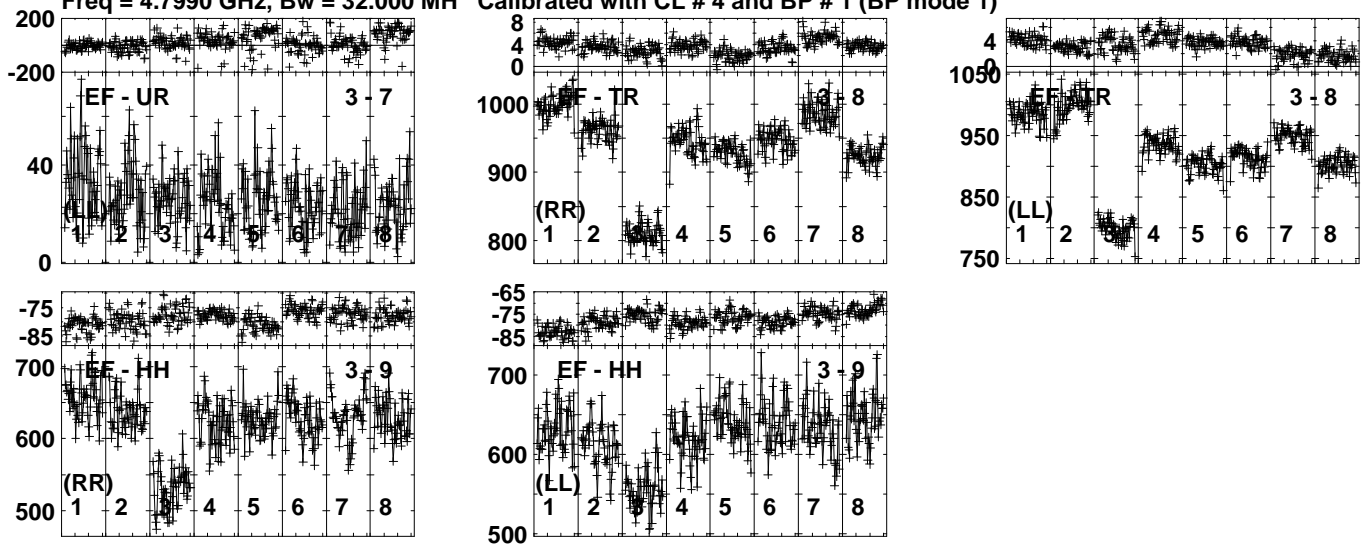 Freq = 4.7990 GHz, Bw = 32.000 MH Calibrated with CL # 4 and BP # 1 (BP mode 1)
200
-200
EF - UR 3 - 7
40
(LL)
1 2 3 4 5 6 7 8
0
8
4
0
1000
EF - TR 3 - 8
900
(RR)
800
1 2 3 4 5 6 7 8
4
0
1050
EF - TR 3 - 8
950
850
(LL)
1 2 3 4 5 6 7 8
750
-75
-85
700
EF - HH 3 - 9
600
(RR)
500
1 2 3 4 5 6 7 8
-65
-75
-85
700
EF - HH 3 - 9
600
(LL)
1 2 3 4 5 6 7 8
500